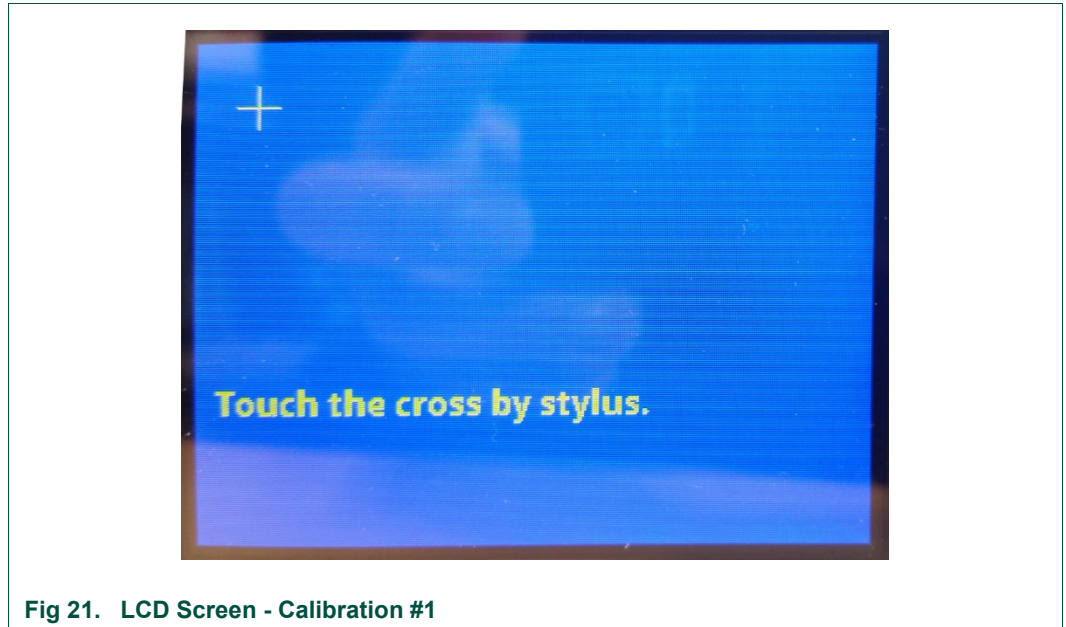 Touch the cross by stylus.
Fig 21. LCD Screen - Calibration #1